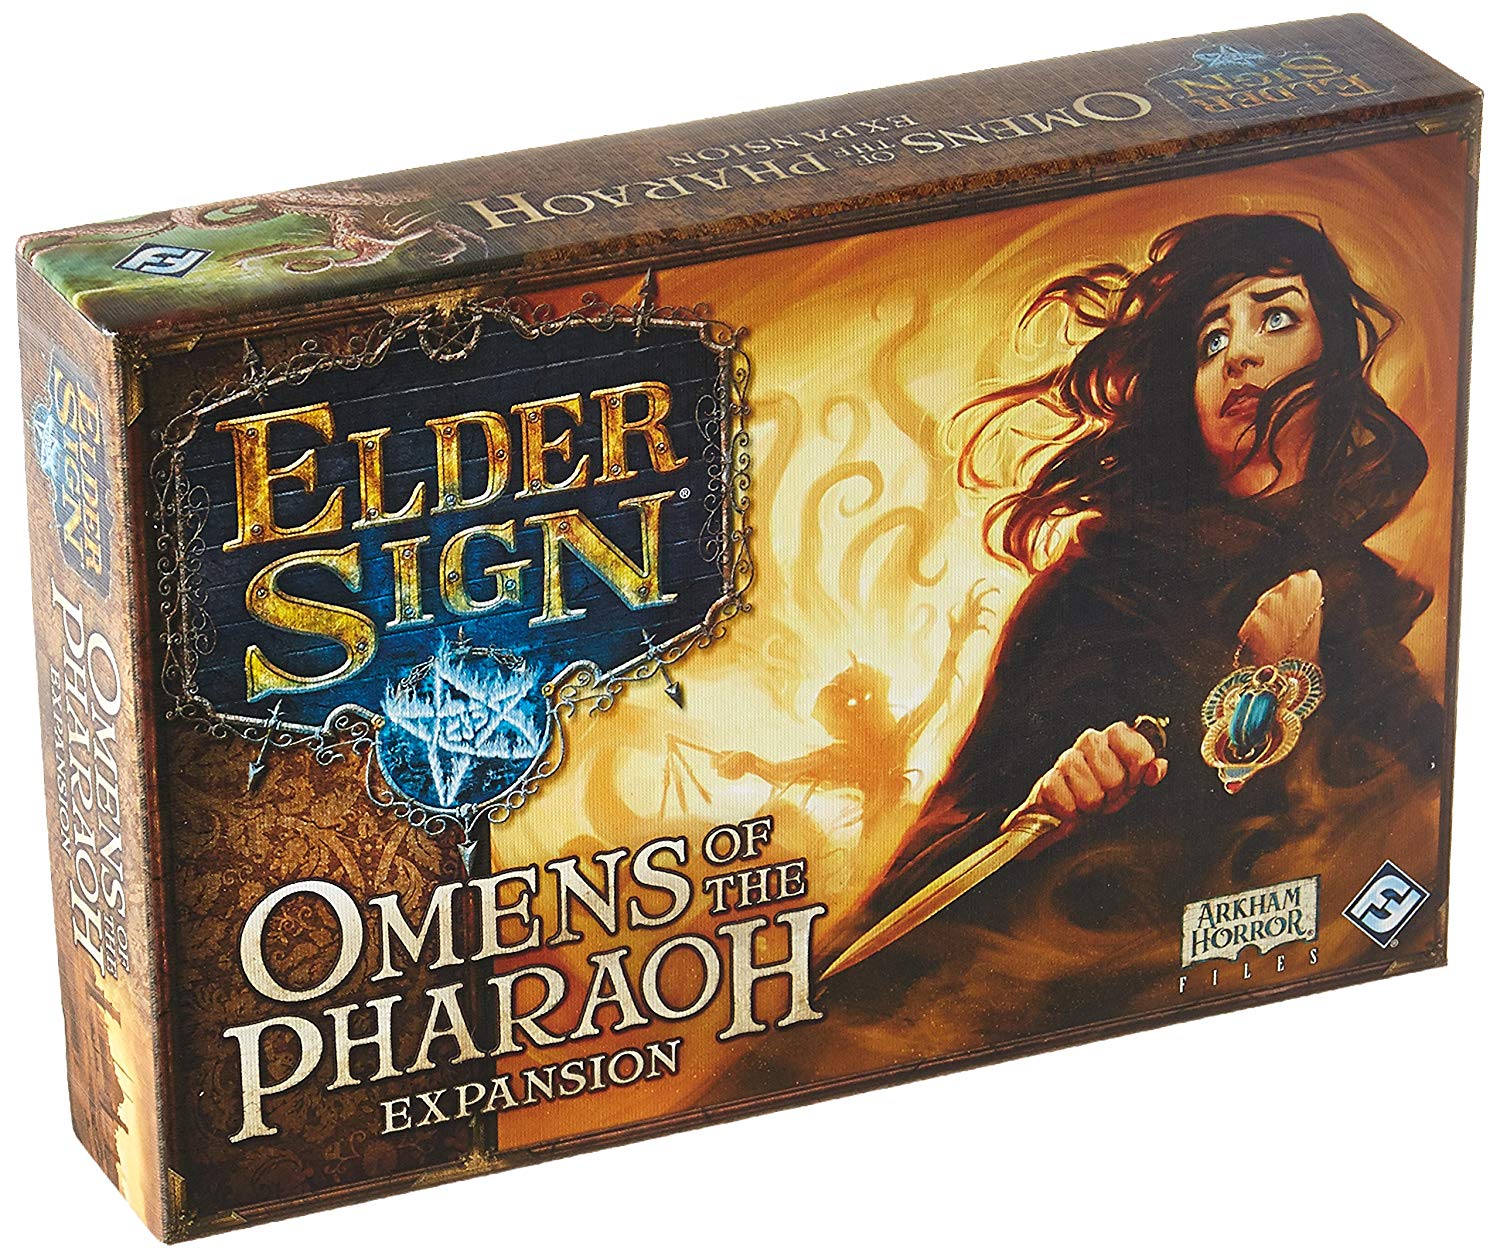 ELDER
SIGN
OMENS OF THE PHARAOH
EXPANSION
ELDER
SIGN®
OMENS OF
THE
PHARAOH
EXPANSION
ARKHAM
HORROR®
FILES
ELDER
SIGN
OMENS OF THE
PHARAOH
EXPANSION